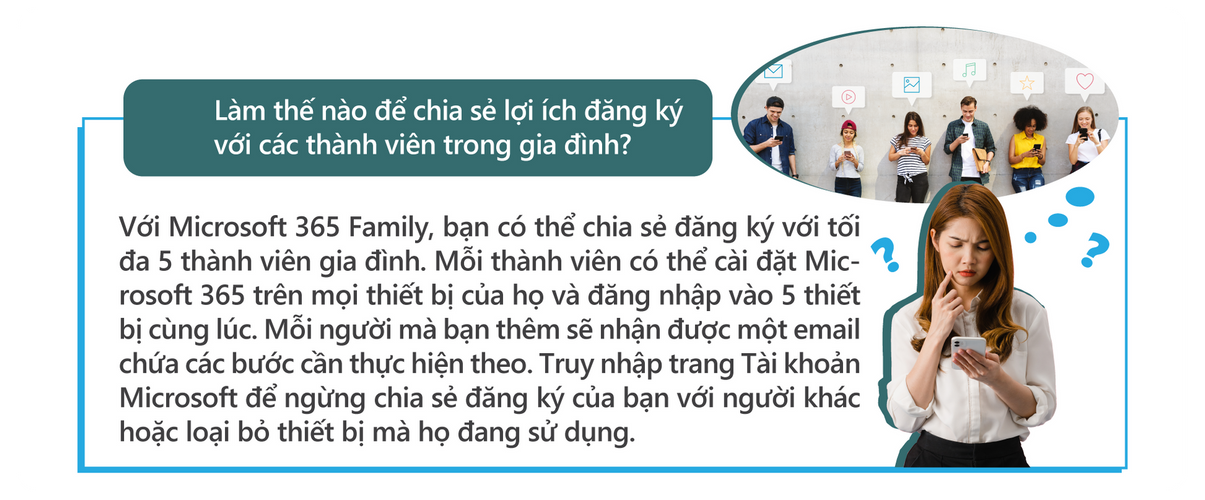 Làm thế nào để chia sẻ lợi ích đăng ký
với các thành viên trong gia đình?
Với Microsoft 365 Family, bạn có thể chia sẻ đăng ký với tối
đa 5 thành viên gia đình. Mỗi thành viên có thể cài đặt Mic-
rosoft 365 trên mọi thiết bị của họ và đăng nhập vào 5 thiết
bị cùng lúc. Mỗi người mà bạn thêm sẽ nhận được một email
chứa các bước cần thực hiện theo. Truy nhập trang Tài khoản
Microsoft để ngừng chia sẻ đăng ký của bạn với người khác
hoặc loại bỏ thiết bị mà họ đang sử dụng.
? ?